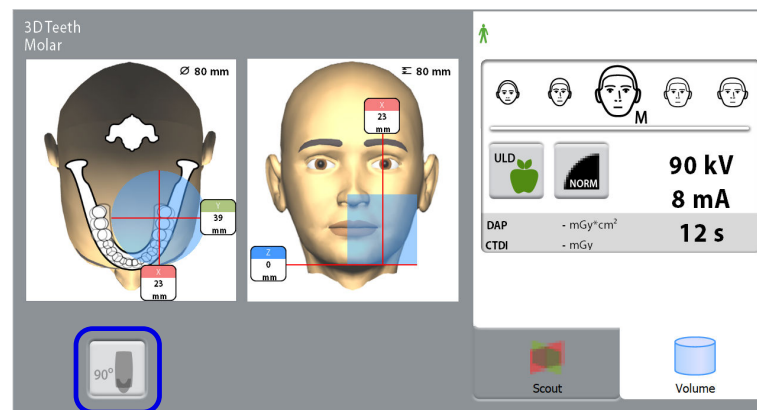 3D Teeth
Molar
Ø 80 mm
80 mm
X
23
mm
Y
39
mm
X
23
mm
Z
0
mm
90°
M
ULD
NORM
90 kV
8 mA
DAP - mGy*cm²
12 s
CTDI - mGy
Scout
Volume